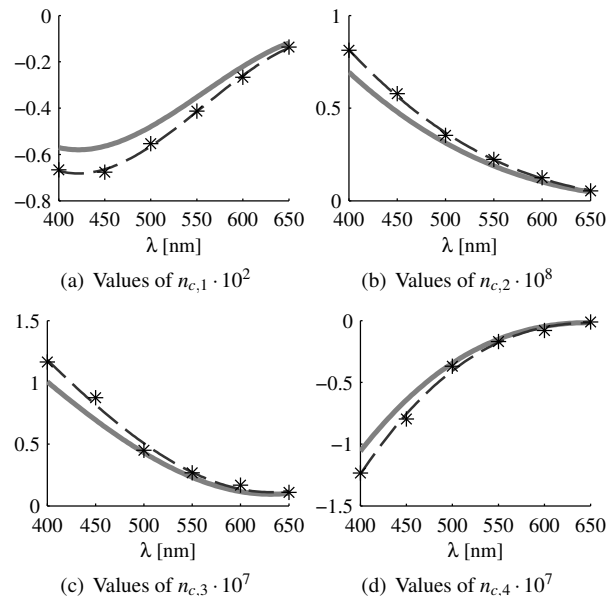 0
−0.2
−0.4
−0.6
−0.8
400 450 500 550 600 650
λ [nm]
(a) Values of n_{c,1} · 10^2
1
0.5
0
400 450 500 550 600 650
λ [nm]
(b) Values of n_{c,2} · 10^8
1.5
1
0.5
0
400 450 500 550 600 650
λ [nm]
(c) Values of n_{c,3} · 10^7
0
−0.5
−1
−1.5
400 450 500 550 600 650
λ [nm]
(d) Values of n_{c,4} · 10^7